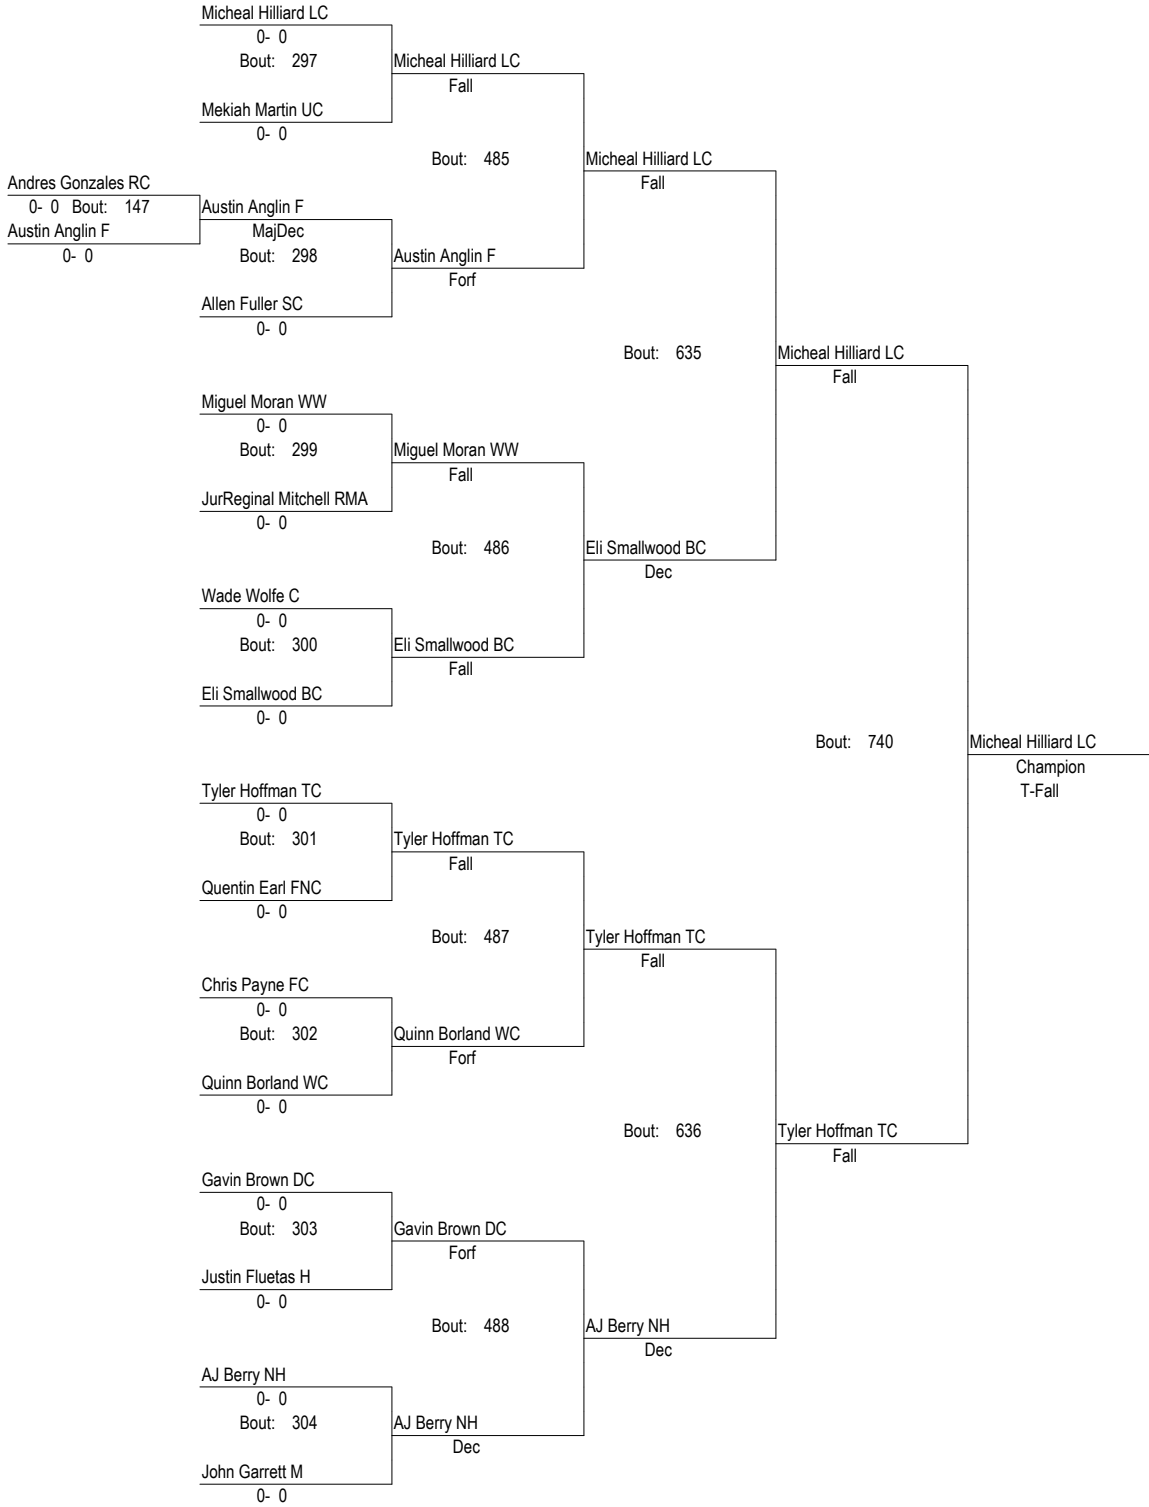 Micheal Hilliard LC
0- 0
Bout: 297
Micheal Hilliard LC
Fall
Mekiah Martin UC
0- 0
Bout: 485
Micheal Hilliard LC
Fall
Andres Gonzales RC
0- 0 Bout: 147
Austin Anglin F
0- 0
Austin Anglin F
MajDec
Bout: 298
Austin Anglin F
Forf
Allen Fuller SC
0- 0
Bout: 635
Micheal Hilliard LC
Fall
Miguel Moran WW
0- 0
Bout: 299
Miguel Moran WW
Fall
JurReginal Mitchell RMA
0- 0
Bout: 486
Eli Smallwood BC
Dec
Wade Wolfe C
0- 0
Bout: 300
Eli Smallwood BC
Fall
Eli Smallwood BC
0- 0
Bout: 740
Micheal Hilliard LC
Champion
T-Fall
Tyler Hoffman TC
0- 0
Bout: 301
Tyler Hoffman TC
Fall
Quentin Earl FNC
0- 0
Bout: 487
Tyler Hoffman TC
Fall
Chris Payne FC
0- 0
Bout: 302
Quinn Borland WC
Forf
Quinn Borland WC
0- 0
Bout: 636
Tyler Hoffman TC
Fall
Gavin Brown DC
0- 0
Bout: 303
Gavin Brown DC
Forf
Justin Fluetas H
0- 0
Bout: 488
AJ Berry NH
Dec
AJ Berry NH
0- 0
Bout: 304
AJ Berry NH
Dec
John Garrett M
0- 0